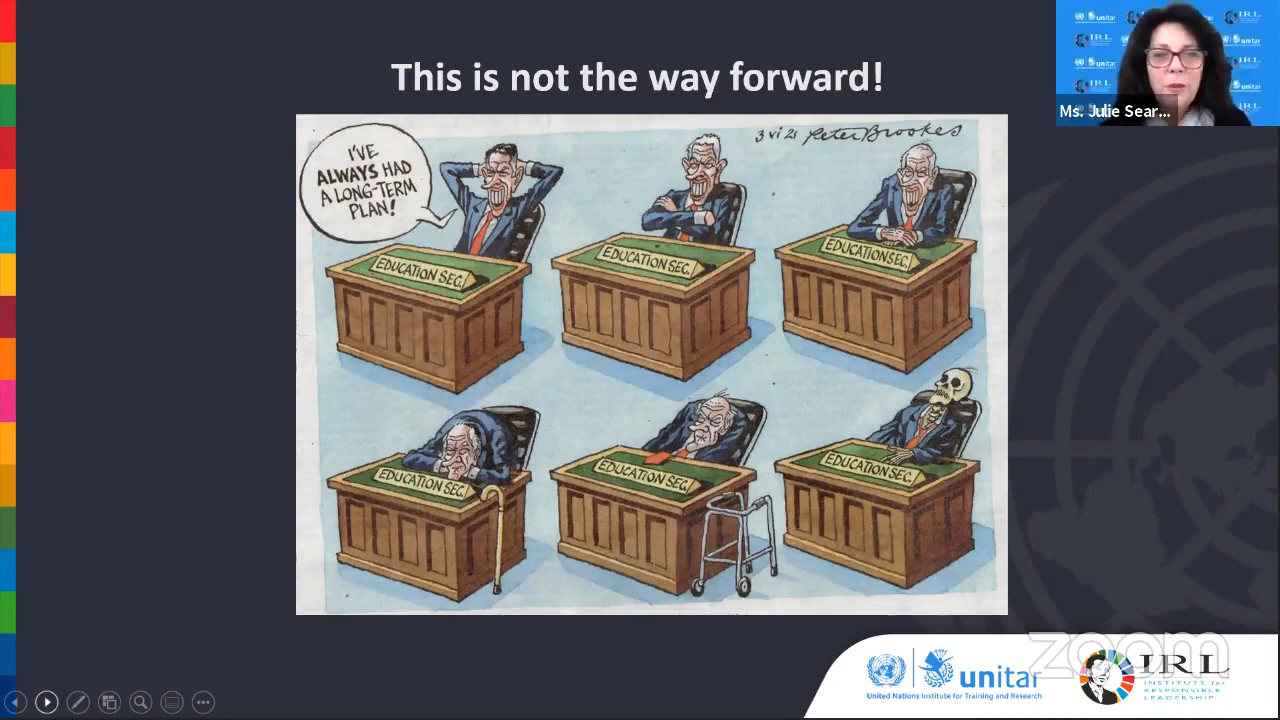 This is not the way forward!
Ms. Julie Sear...
I'VE
ALWAYS HAD
A LONG-TERM
PLAN!
3 vi 21 Peter Brookes
EDUCATION SEC.
EDUCATION SEC.
EDUCATION SEC.
EDUCATION SEC.
EDUCATION SEC.
EDUCATION SEC.
unitar
United Nations Institute for Training and Research
zoom
IRL
INSTITUTE for
RESPONSIBLE
LEADERSHIP